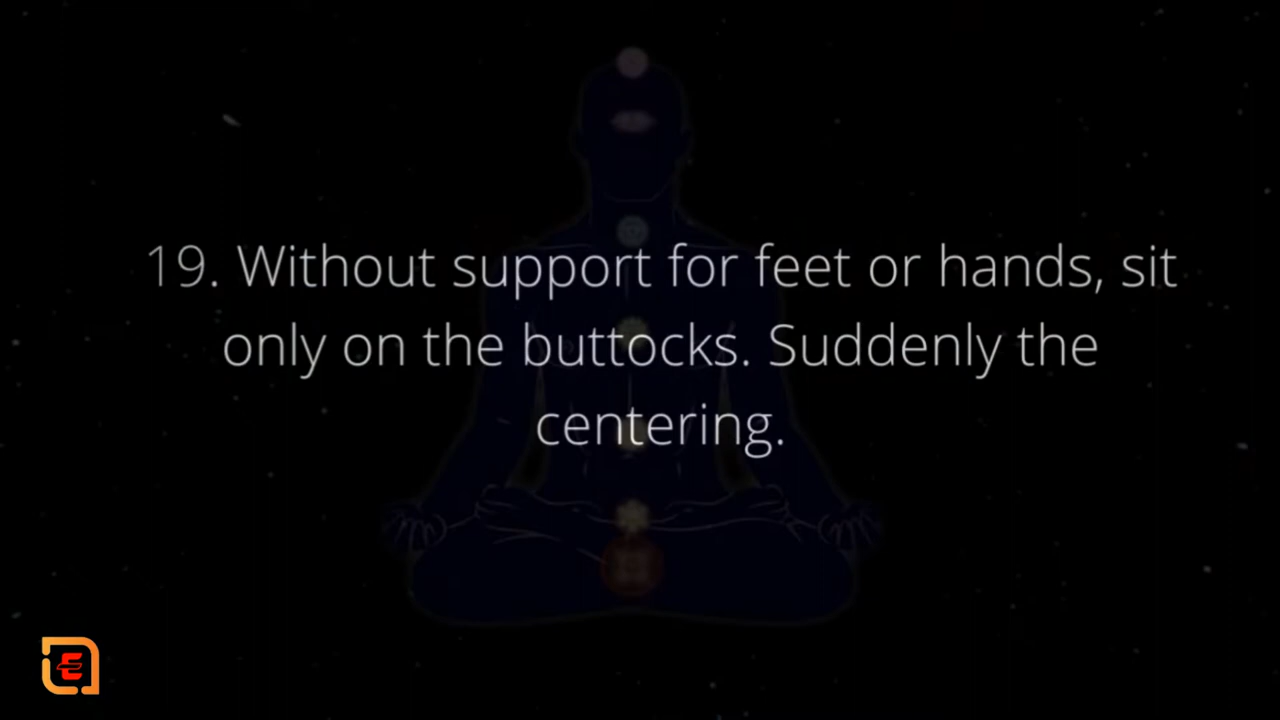 19. Without support for feet or hands, sit
only on the buttocks. Suddenly the
centering.
E